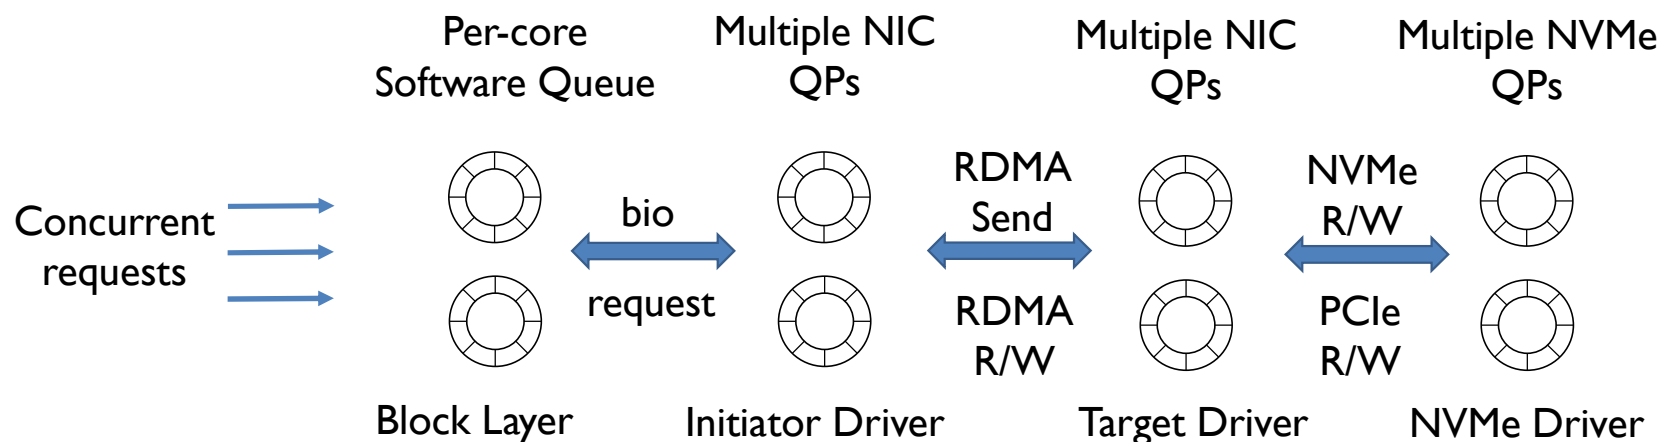 Per-core
Software Queue
Multiple NIC
QPs
Multiple NIC
QPs
Multiple NVMe
QPs
Concurrent
requests
bio
request
RDMA
Send
RDMA
R/W
NVMe
R/W
PCIe
R/W
Block Layer
Initiator Driver
Target Driver
NVMe Driver